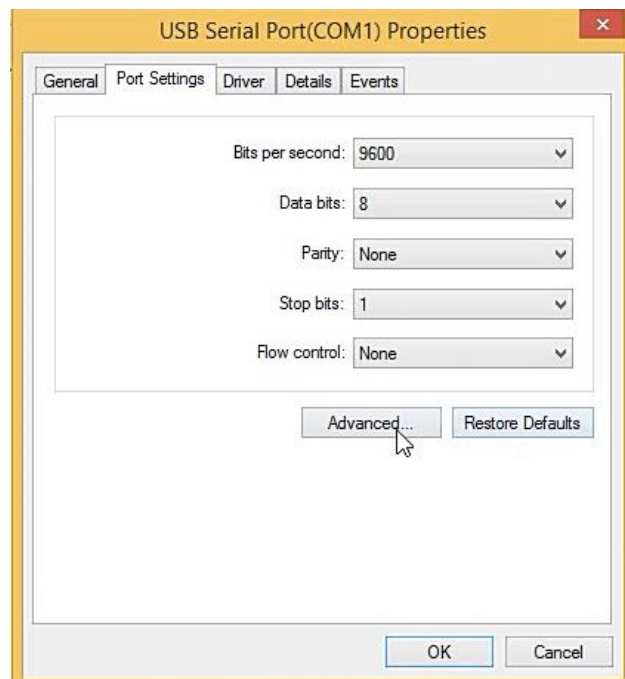 USB Serial Port(COM1) Properties
General Port Settings Driver Details Events
Bits per second: 9600
Data bits: 8
Parity: None
Stop bits: 1
Flow control: None
Advanced... Restore Defaults
OK Cancel